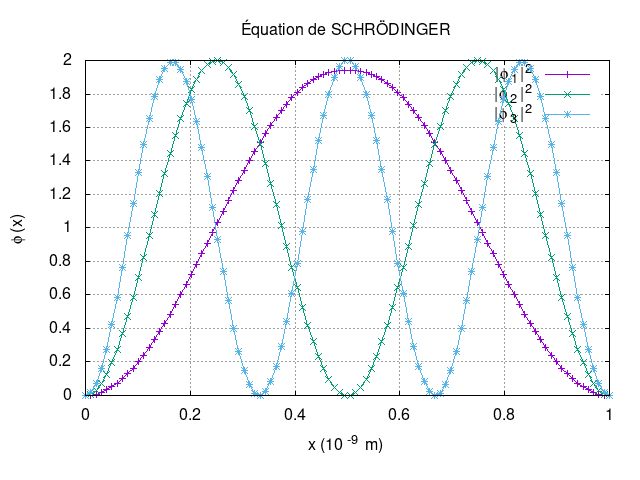 Équation de SCHRÖDINGER
2
1.8
1.6
1.4
1.2
1
0.8
0.6
0.4
0.2
0
ϕ (x)
|φ₁|²
|φ₂|²
|φ₃|²
0 0.2 0.4 0.6 0.8 1
x (10⁻⁹ m)